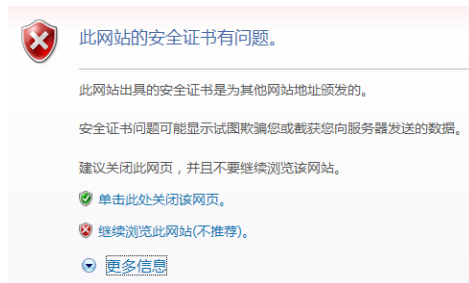 此网站的安全证书有问题。
此网站出具的安全证书是为其他网站地址颁发的。
安全证书问题可能显示试图欺骗您或截获您向服务器发送的数据。
建议关闭此网页，并且不要继续浏览该网站。
单击此处关闭该网页。
继续浏览此网站(不推荐)。
更多信息